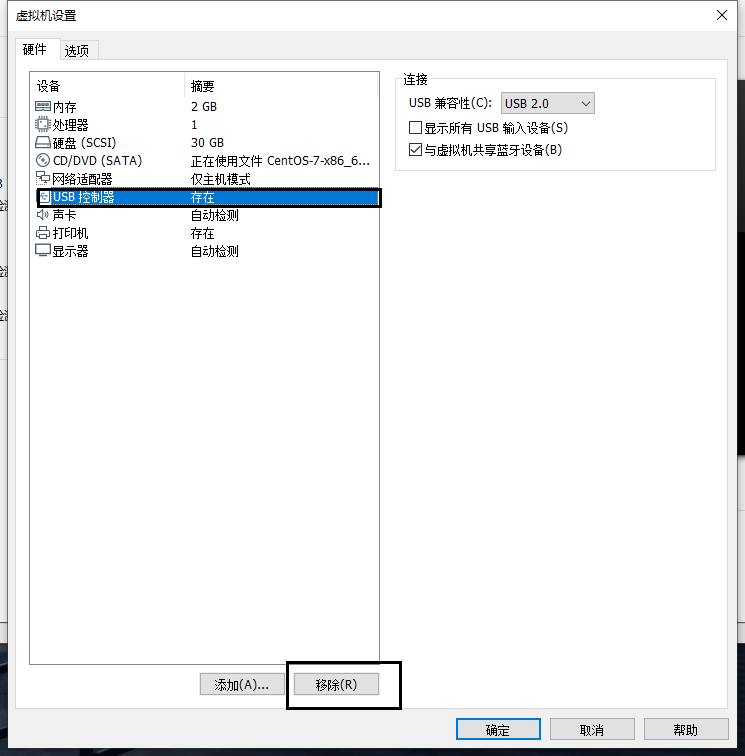 虚拟机设置
硬件 选项
设备 摘要
内存 2 GB
处理器 1
硬盘 (SCSI) 30 GB
CD/DVD (SATA) 正在使用文件 CentOS-7-x86_6...
网络适配器 仅主机模式
USB 控制器 存在
声卡 自动检测
打印机 存在
显示器 自动检测
连接
USB 兼容性(C): USB 2.0
显示所有 USB 输入设备(S)
与虚拟机共享蓝牙设备(B)
添加(A)... 移除(R)
确定 取消 帮助